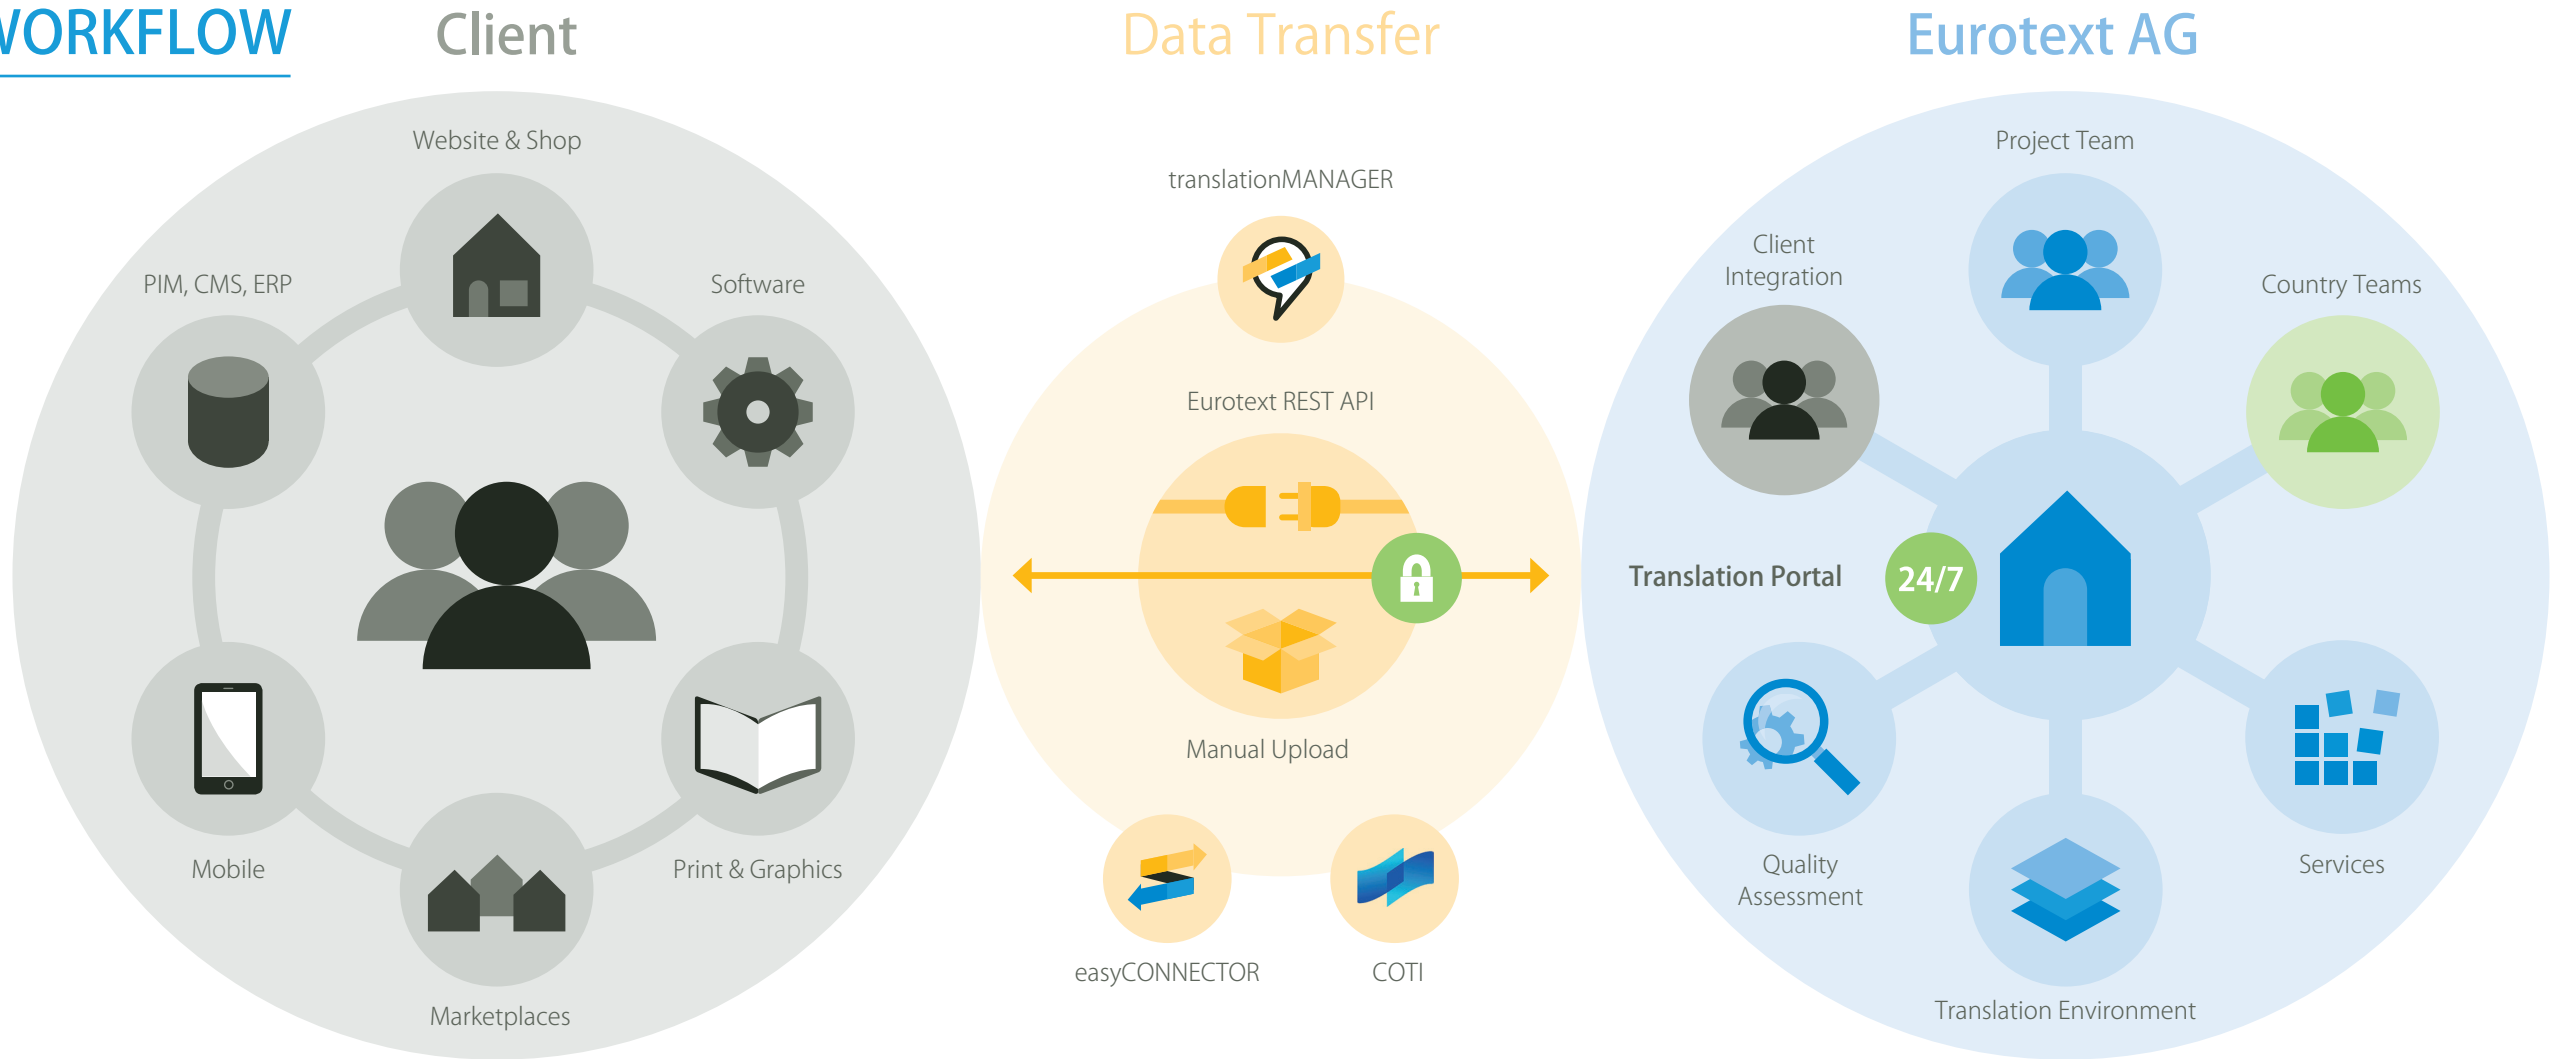 WORKFLOW
Client
Website & Shop
PIM, CMS, ERP
Software
Mobile
Print & Graphics
Marketplaces
Data Transfer
translationMANAGER
Eurotext REST API
Manual Upload
easyCONNECTOR
COTI
Eurotext AG
Project Team
Client
Integration
Country Teams
Translation Portal
24/7
Quality
Assessment
Services
Translation Environment